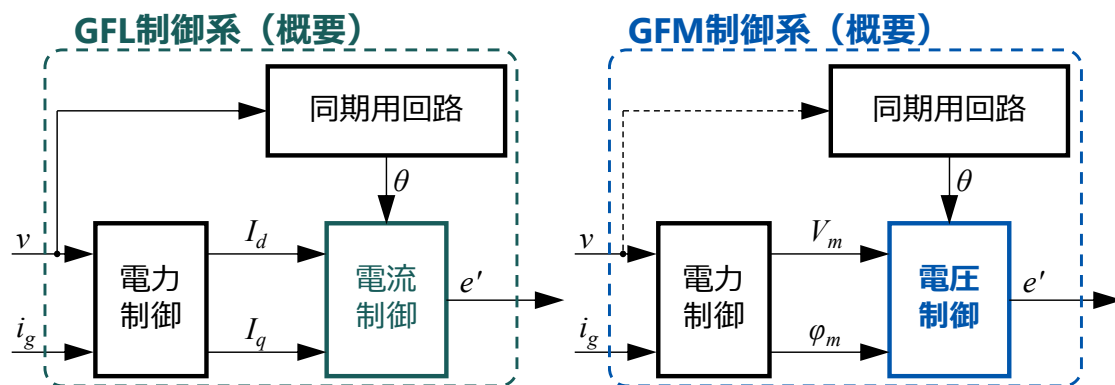 GFL制御系（概要）
同期用回路
θ
v
i_g
電力
制御
I_d
I_q
電流
制御
e′
GFM制御系（概要）
同期用回路
θ
v
i_g
電力
制御
V_m
φ_m
電圧
制御
e′